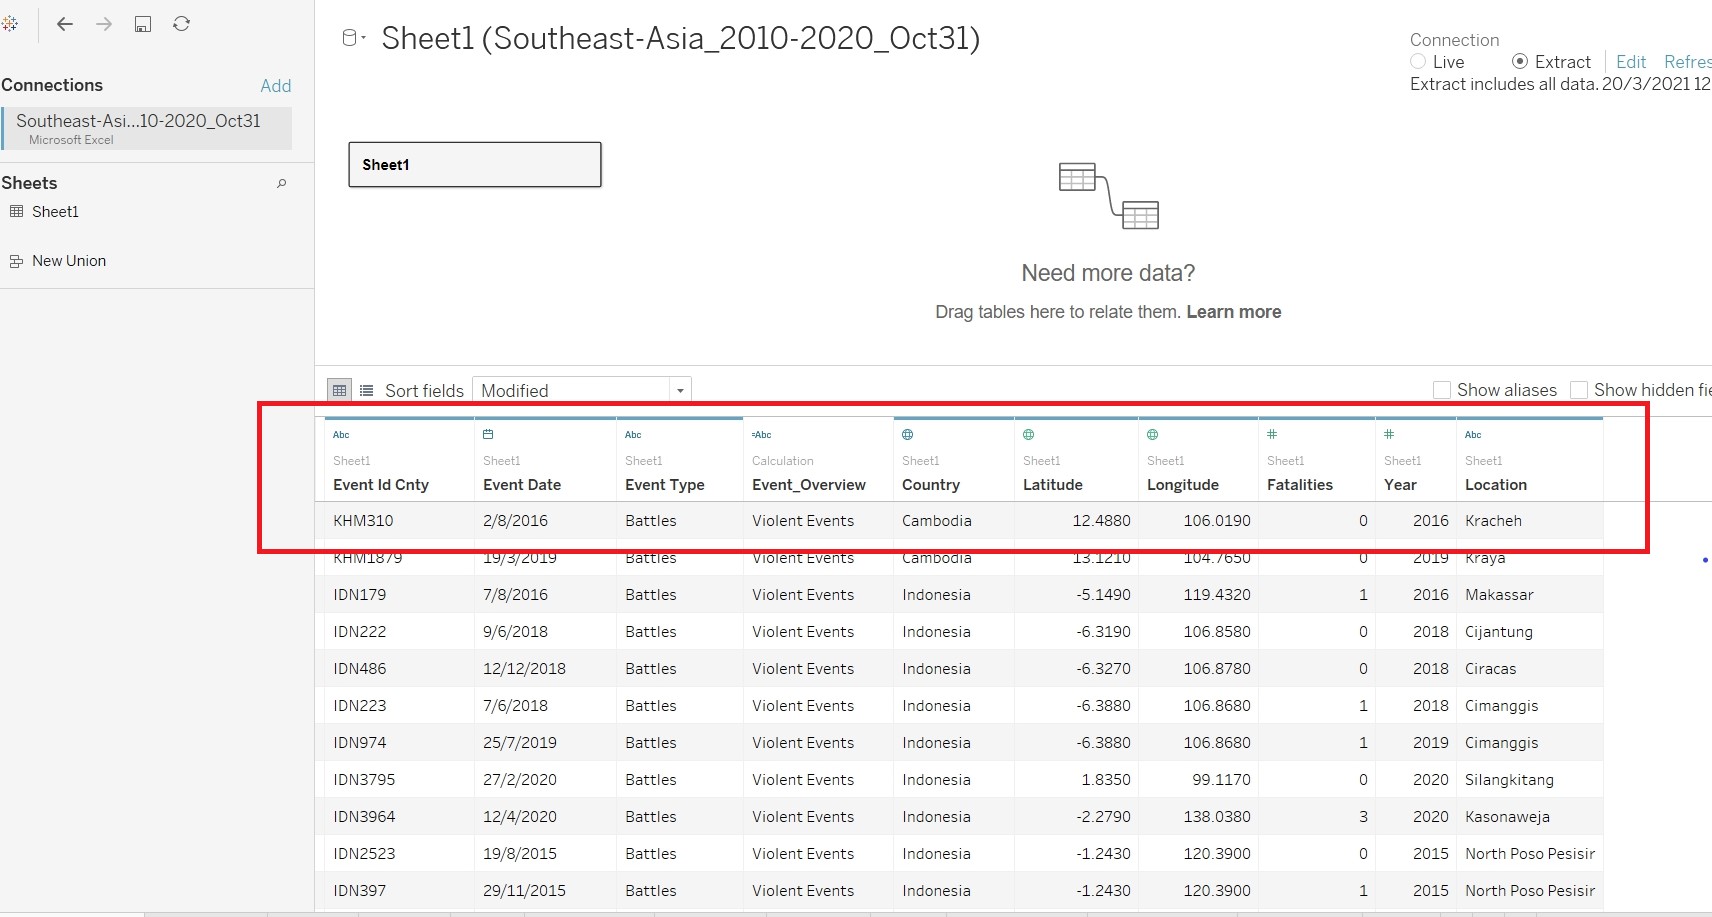 Sheet1 (Southeast-Asia_2010-2020_Oct31)
Connection
Live Extract Edit Refres
Extract includes all data. 20/3/2021 12
Connections Add
Southeast-Asi...10-2020_Oct31
Microsoft Excel
Sheets
Sheet1
New Union
Sheet1
Need more data?
Drag tables here to relate them. Learn more
Sort fields Modified Show aliases Show hidden fie
Abc Abc =Abc # # Abc
Sheet1 Sheet1 Sheet1 Calculation Sheet1 Sheet1 Sheet1 Sheet1 Sheet1 Sheet1
Event Id Cnty Event Date Event Type Event_Overview Country Latitude Longitude Fatalities Year Location
KHM310 2/8/2016 Battles Violent Events Cambodia 12.4880 106.0190 0 2016 Kracheh
KHM1879 19/3/2019 Battles Violent Events Cambodia 13.1210 104.7650 0 2019 Kraya
IDN179 7/8/2016 Battles Violent Events Indonesia -5.1490 119.4320 1 2016 Makassar
IDN222 9/6/2018 Battles Violent Events Indonesia -6.3190 106.8580 0 2018 Cijantung
IDN486 12/12/2018 Battles Violent Events Indonesia -6.3270 106.8780 0 2018 Ciracas
IDN223 7/6/2018 Battles Violent Events Indonesia -6.3880 106.8680 1 2018 Cimanggis
IDN974 25/7/2019 Battles Violent Events Indonesia -6.3880 106.8680 1 2019 Cimanggis
IDN3795 27/2/2020 Battles Violent Events Indonesia 1.8350 99.1170 0 2020 Silangkitang
IDN3964 12/4/2020 Battles Violent Events Indonesia -2.2790 138.0380 3 2020 Kasonaweja
IDN2523 19/8/2015 Battles Violent Events Indonesia -1.2430 120.3900 0 2015 North Poso Pesisir
IDN397 29/11/2015 Battles Violent Events Indonesia -1.2430 120.3900 1 2015 North Poso Pesisir